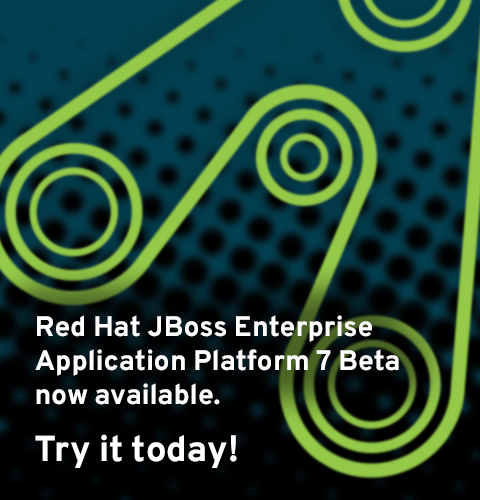 Red Hat JBoss Enterprise
Application Platform 7 Beta
now available.
Try it today!